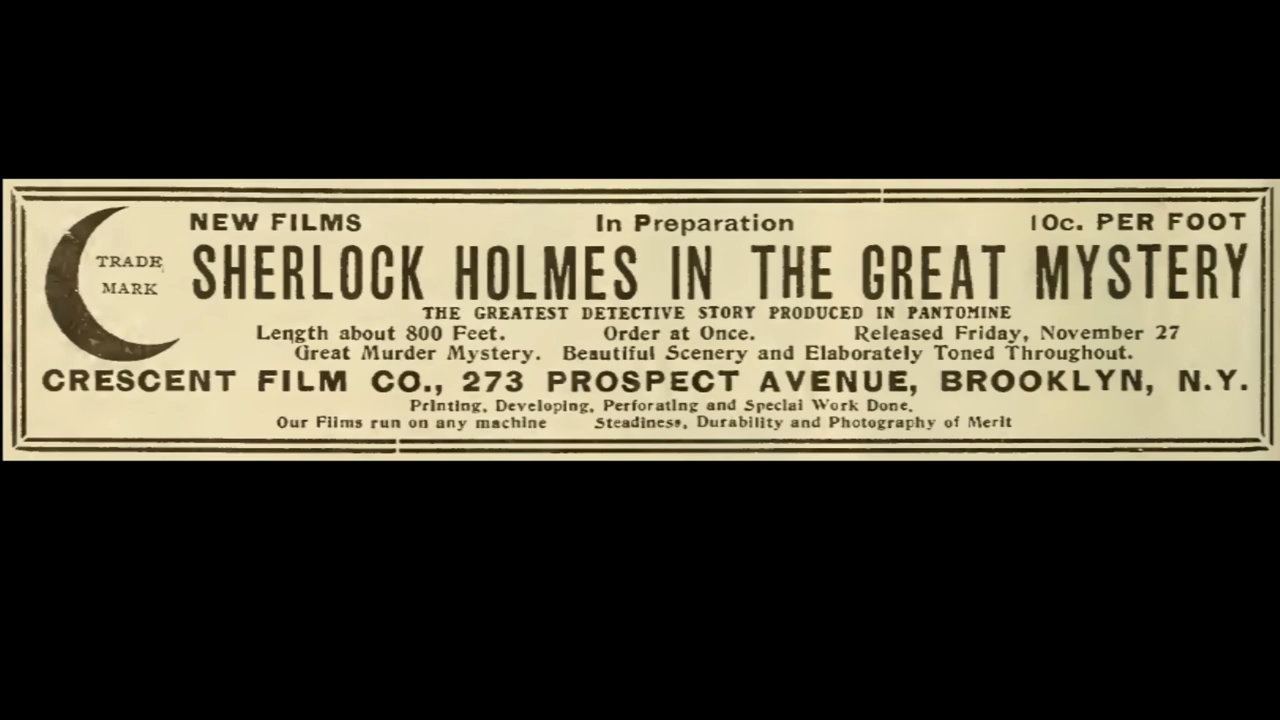 NEW FILMS In Preparation 10c. PER FOOT
TRADE MARK
SHERLOCK HOLMES IN THE GREAT MYSTERY
THE GREATEST DETECTIVE STORY PRODUCED IN PANTOMINE
Length about 800 Feet. Order at Once. Released Friday, November 27
Great Murder Mystery. Beautiful Scenery and Elaborately Toned Throughout.
CRESCENT FILM CO., 273 PROSPECT AVENUE, BROOKLYN, N.Y.
Printing, Developing, Perforating and Special Work Done.
Our Films run on any machine Steadiness, Durability and Photography of Merit